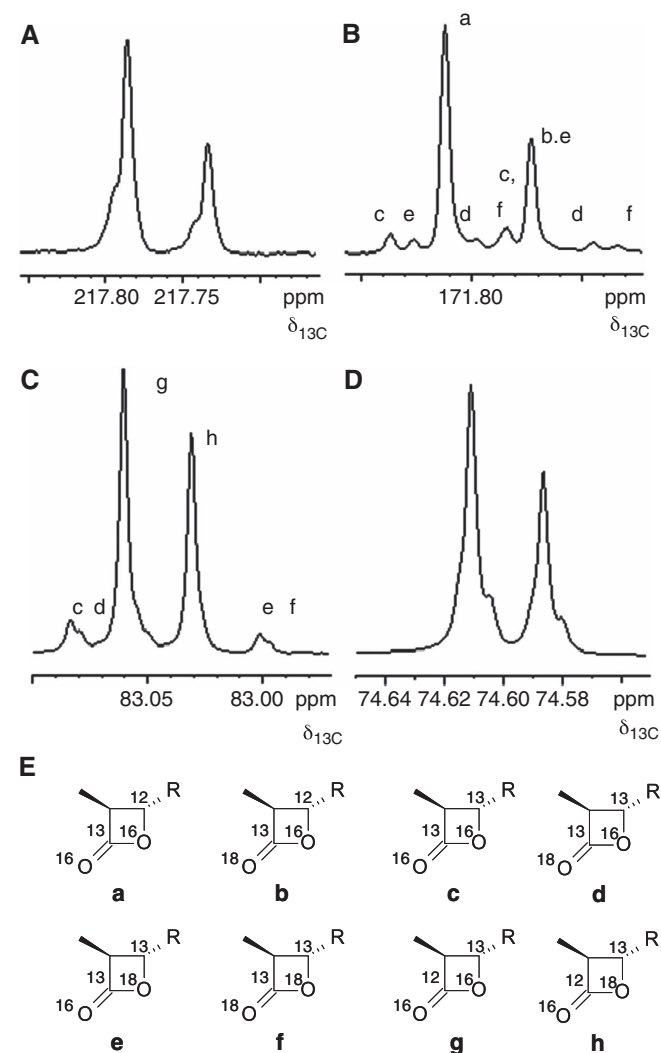 A
217.80 217.75 ppm
δ13C
B
a
b.e
c,
c e d f d f
171.80 ppm
δ13C
C
g
h
c d e f
83.05 83.00 ppm
δ13C
D
74.64 74.62 74.60 74.58 ppm
δ13C
E
12 R 12 R 13 R 13 R
13 16 13 16 13 16 13 16
16 O O 18 O O 16 O O 18 O O
a b c d
13 R 13 R 13 R 13 R
13 18 13 18 12 16 12 18
16 O O 18 O O 16 O O 16 O O
e f g h